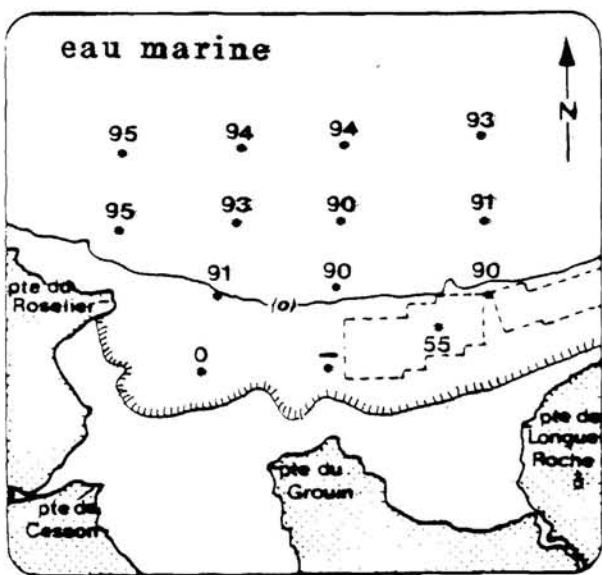 eau marine
N
95 94 94 93
95 93 90 91
91 90 90
(o)
pte du
Roselier
0 - 55
pte de
Longue
Roche
pte du
Grouin
pte de
Cesson